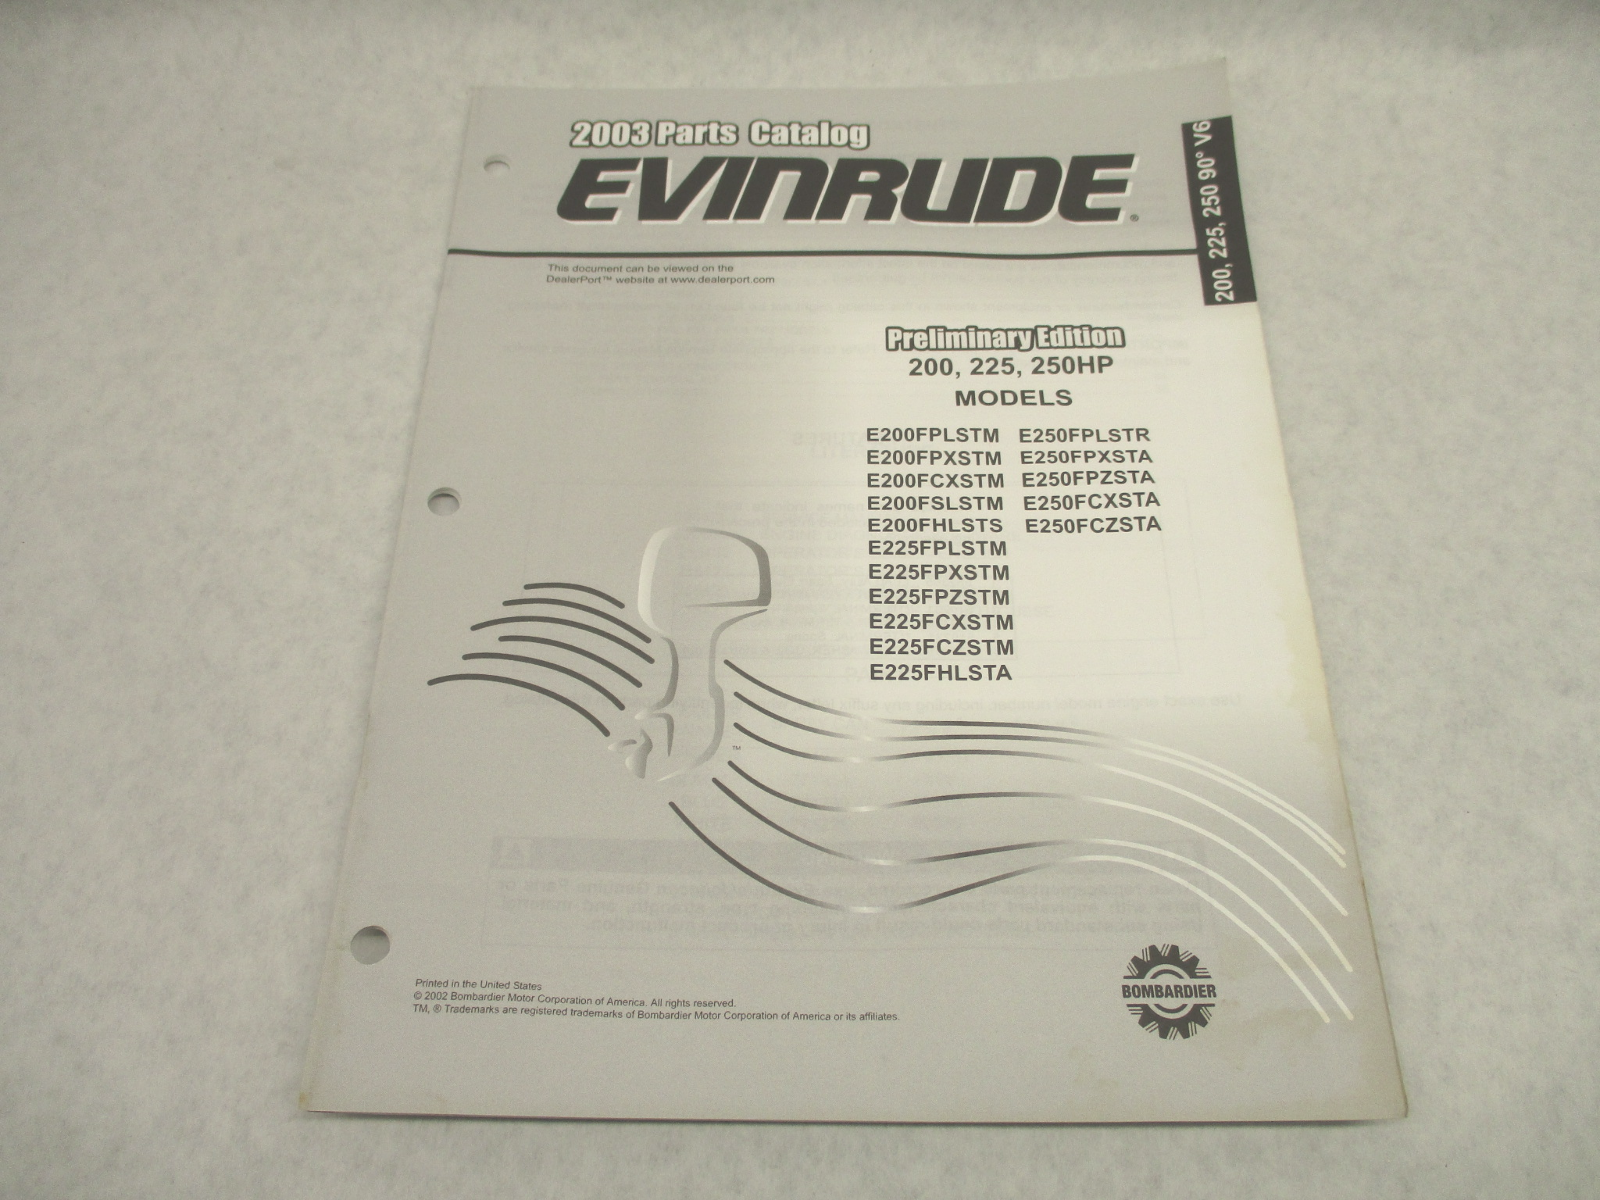 2003 Parts Catalog
EVINRUDE®
200, 225, 250 90° V6
This document can be viewed on the
DealerPort™ website at www.dealerport.com
Preliminary Edition
200, 225, 250HP
MODELS
E200FPLSTM E250FPLSTR
E200FPXSTM E250FPXSTA
E200FCXSTM E250FPZSTA
E200FSLSTM E250FCXSTA
E200FHLSTS E250FCZSTA
E225FPLSTM
E225FPXSTM
E225FPZSTM
E225FCXSTM
E225FCZSTM
E225FHLSTA
™
Printed in the United States
© 2002 Bombardier Motor Corporation of America. All rights reserved.
TM, ® Trademarks are registered trademarks of Bombardier Motor Corporation of America or its affiliates.
BOMBARDIER